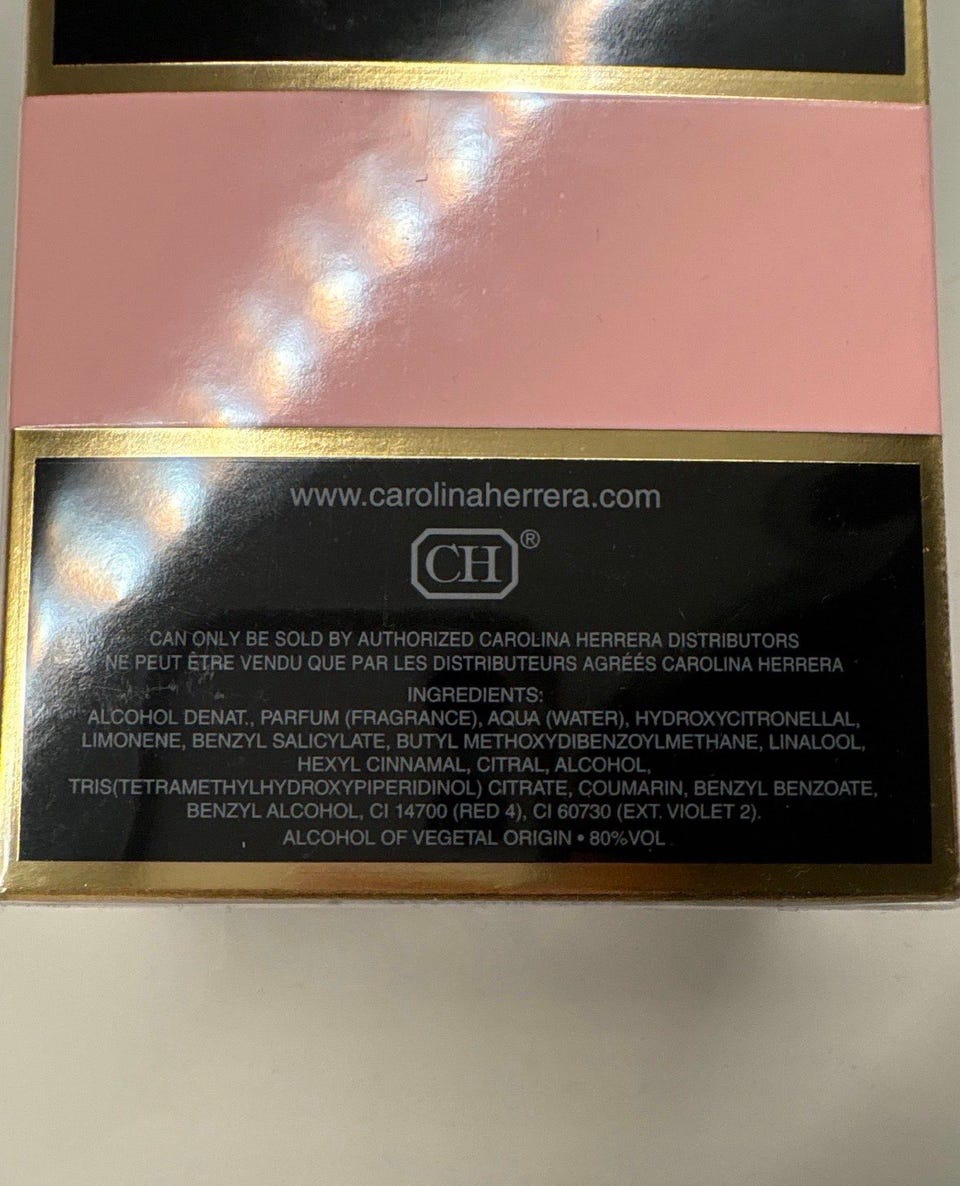 www.carolinaherrera.com
CH®
CAN ONLY BE SOLD BY AUTHORIZED CAROLINA HERRERA DISTRIBUTORS
NE PEUT ÊTRE VENDU QUE PAR LES DISTRIBUTEURS AGRÉÉS CAROLINA HERRERA
INGREDIENTS:
ALCOHOL DENAT., PARFUM (FRAGRANCE), AQUA (WATER), HYDROXYCITRONELLAL,
LIMONENE, BENZYL SALICYLATE, BUTYL METHOXYDIBENZOYLMETHANE, LINALOOL,
HEXYL CINNAMAL, CITRAL, ALCOHOL,
TRIS(TETRAMETHYLHYDROXYPIPERIDINOL) CITRATE, COUMARIN, BENZYL BENZOATE,
BENZYL ALCOHOL, CI 14700 (RED 4), CI 60730 (EXT. VIOLET 2).
ALCOHOL OF VEGETAL ORIGIN • 80%VOL